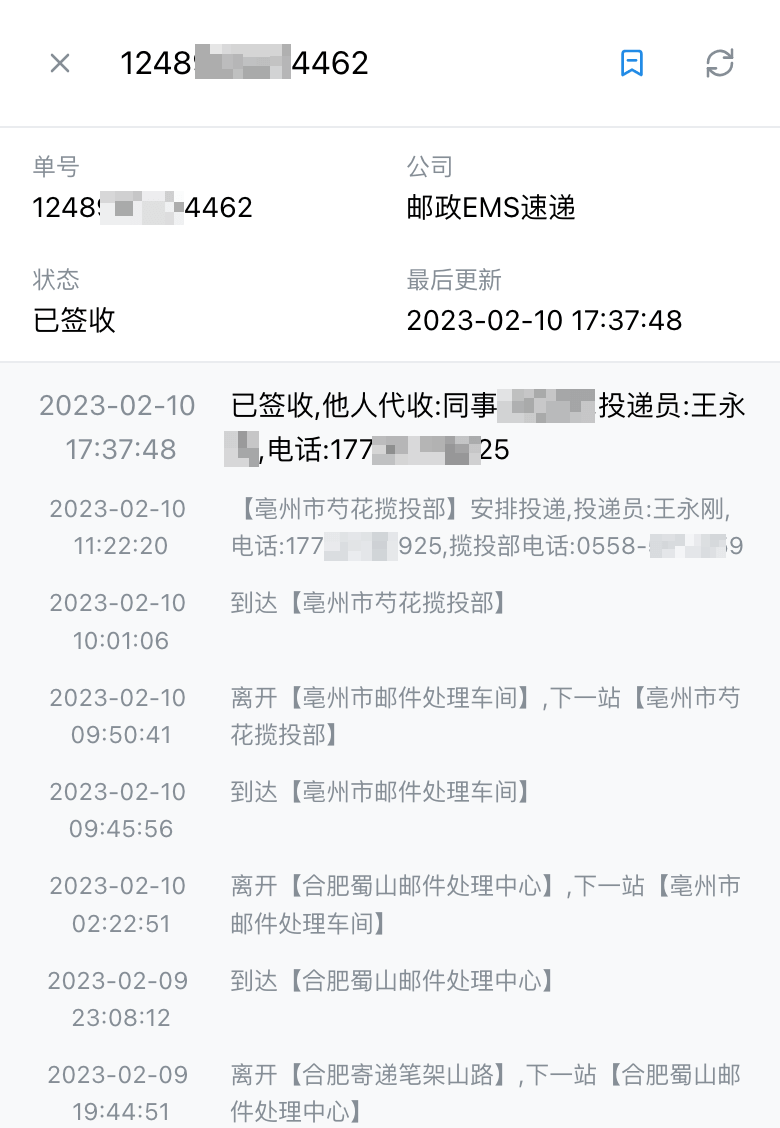 1248 4462
单号
公司
1248 4462
邮政EMS速递
状态
最后更新
已签收
2023-02-10 17:37:48
2023-02-10
已签收,他人代收:同事 投递员:王永
17:37:48
,电话:177 25
2023-02-10
【亳州市芍花揽投部】安排投递,投递员:王永刚,
11:22:20
电话:177 925,揽投部电话:0558- 9
2023-02-10
到达【亳州市芍花揽投部】
10:01:06
2023-02-10
离开【亳州市邮件处理车间】,下一站【亳州市芍
09:50:41
花揽投部】
2023-02-10
到达【亳州市邮件处理车间】
09:45:56
2023-02-10
离开【合肥蜀山邮件处理中心】,下一站【亳州市
02:22:51
邮件处理车间】
2023-02-09
到达【合肥蜀山邮件处理中心】
23:08:12
2023-02-09
离开【合肥寄递笔架山路】,下一站【合肥蜀山邮
19:44:51
件处理中心】